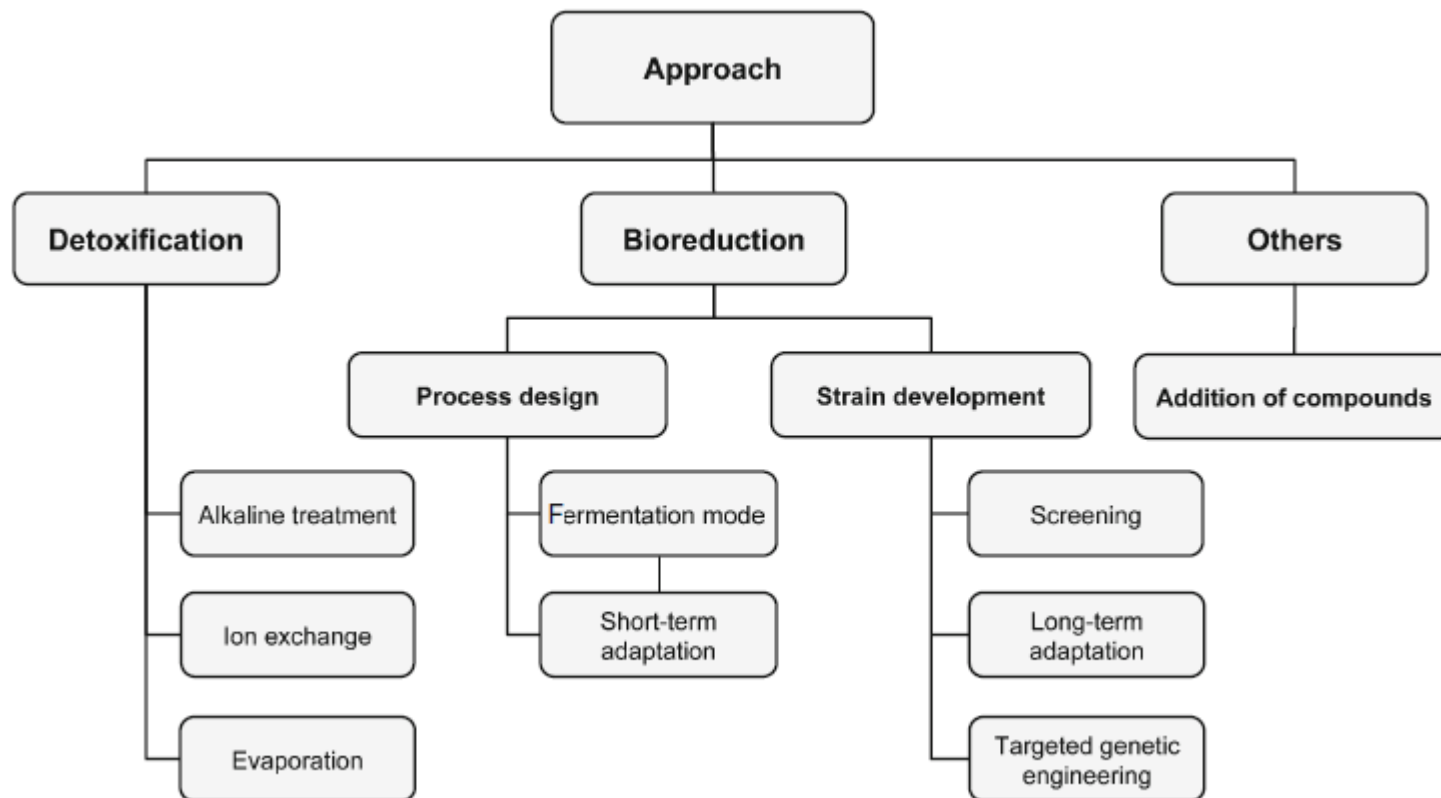 Approach
Detoxification
Bioreduction
Others
Process design
Strain development
Addition of compounds
Alkaline treatment
Fermentation mode
Screening
Ion exchange
Short-term
adaptation
Long-term
adaptation
Evaporation
Targeted genetic
engineering